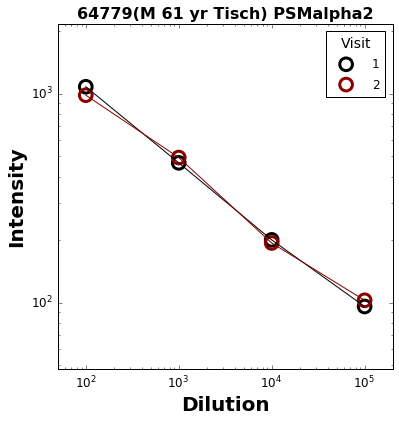 64779(M 61 yr Tisch) PSMalpha2
Visit
1
2
10³
10²
Intensity
10² 10³ 10⁴ 10⁵
Dilution